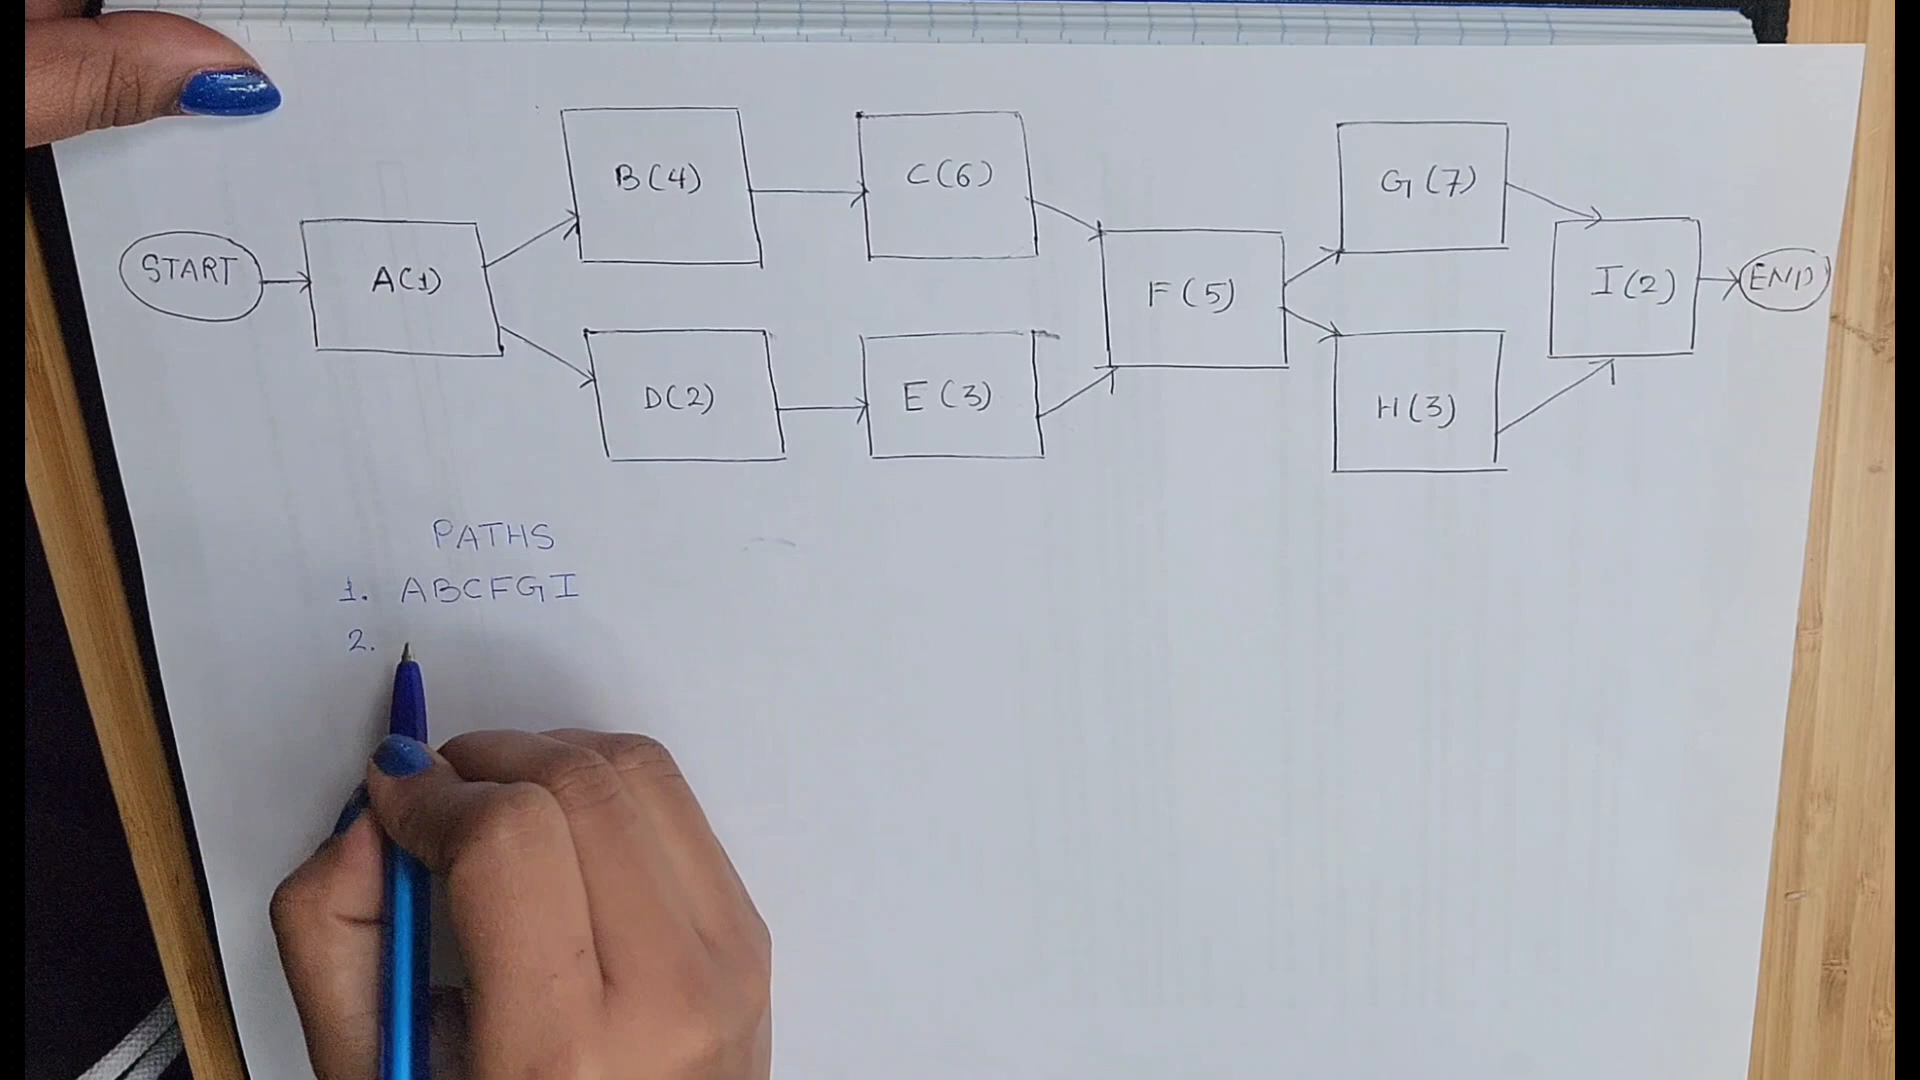 START
A(1)
B(4)
C(6)
D(2)
E(3)
F(5)
G(7)
H(3)
I(2)
END
PATHS
1. ABCFGI
2.